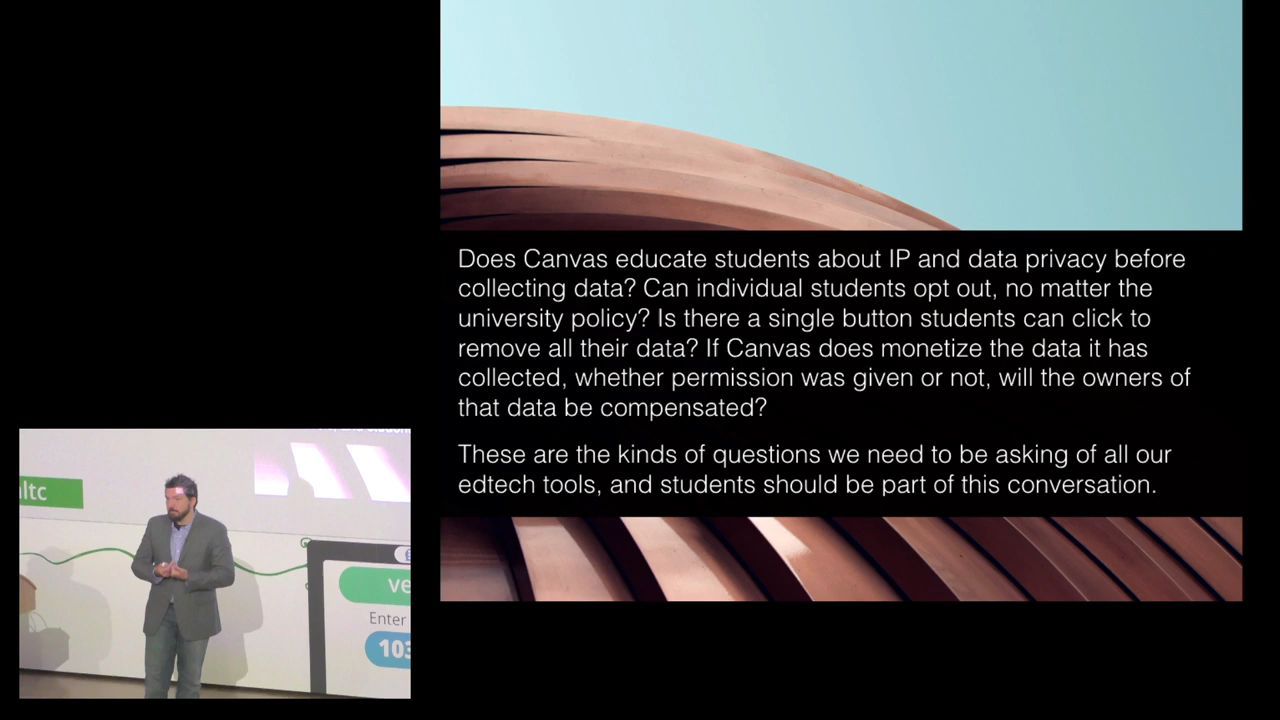 Does Canvas educate students about IP and data privacy before
collecting data? Can individual students opt out, no matter the
university policy? Is there a single button students can click to
remove all their data? If Canvas does monetize the data it has
collected, whether permission was given or not, will the owners of
that data be compensated?
These are the kinds of questions we need to be asking of all our
edtech tools, and students should be part of this conversation.
ltc
ve
Enter
103